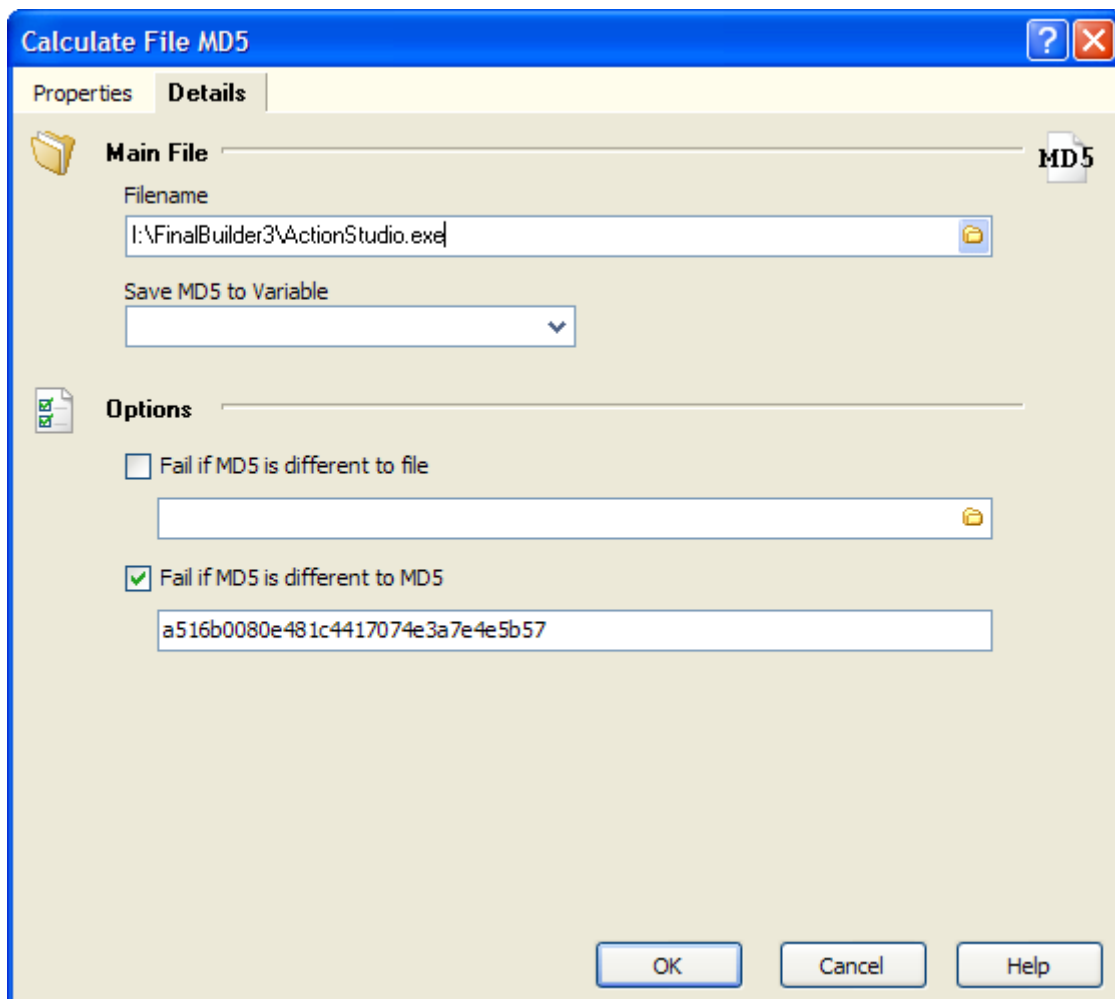 Calculate File MD5
Properties Details
Main File
MD5
Filename
I:\FinalBuilder3\ActionStudio.exe
Save MD5 to Variable
Options
Fail if MD5 is different to file
Fail if MD5 is different to MD5
a516b0080e481c4417074e3a7e4e5b57
OK Cancel Help